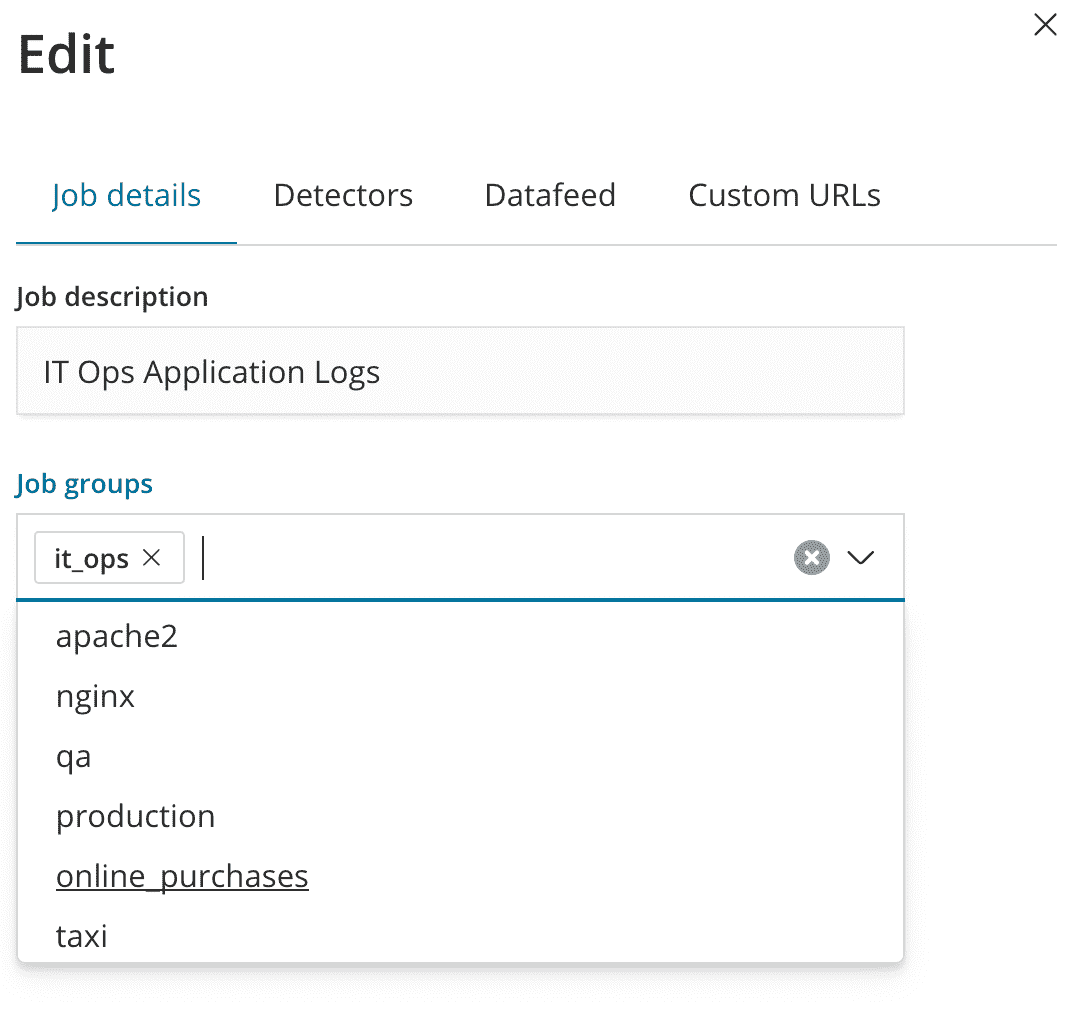 Edit
Job details Detectors Datafeed Custom URLs
Job description
IT Ops Application Logs
Job groups
it_ops
apache2
nginx
qa
production
online_purchases
taxi